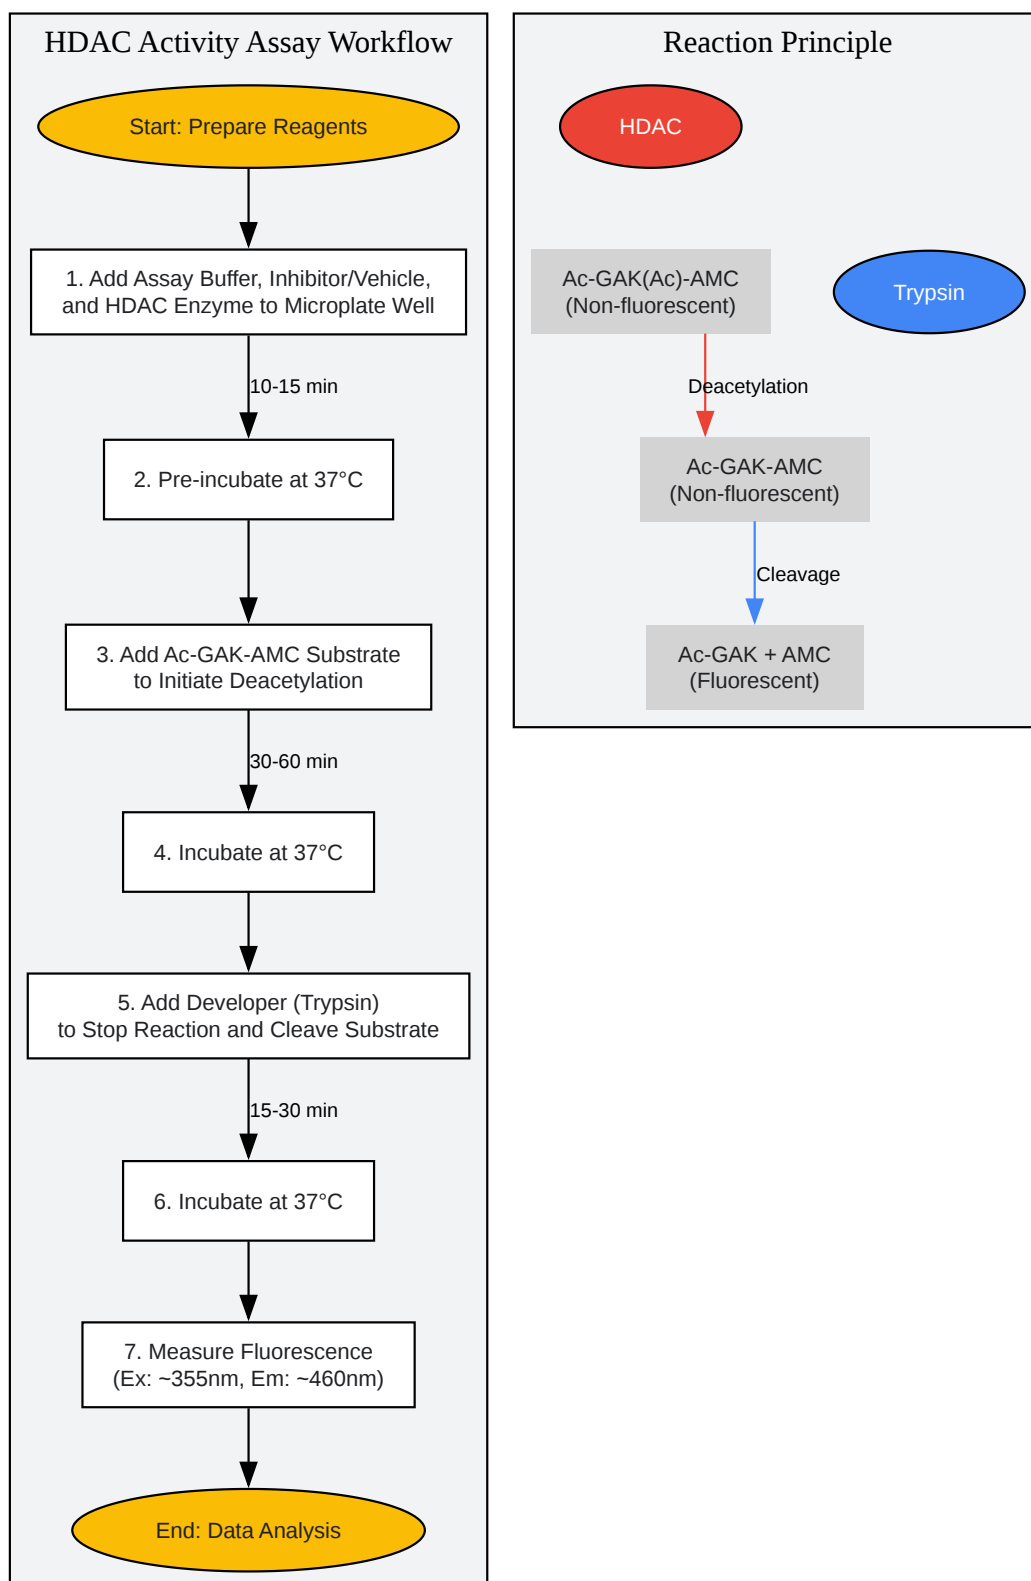 HDAC Activity Assay Workflow
Start: Prepare Reagents
1. Add Assay Buffer, Inhibitor/Vehicle,
and HDAC Enzyme to Microplate Well
10-15 min
2. Pre-incubate at 37°C
3. Add Ac-GAK-AMC Substrate
to Initiate Deacetylation
30-60 min
4. Incubate at 37°C
5. Add Developer (Trypsin)
to Stop Reaction and Cleave Substrate
15-30 min
6. Incubate at 37°C
7. Measure Fluorescence
(Ex: ~355nm, Em: ~460nm)
End: Data Analysis
Reaction Principle
HDAC
Ac-GAK(Ac)-AMC
(Non-fluorescent)
Trypsin
Deacetylation
Ac-GAK-AMC
(Non-fluorescent)
Cleavage
Ac-GAK + AMC
(Fluorescent)